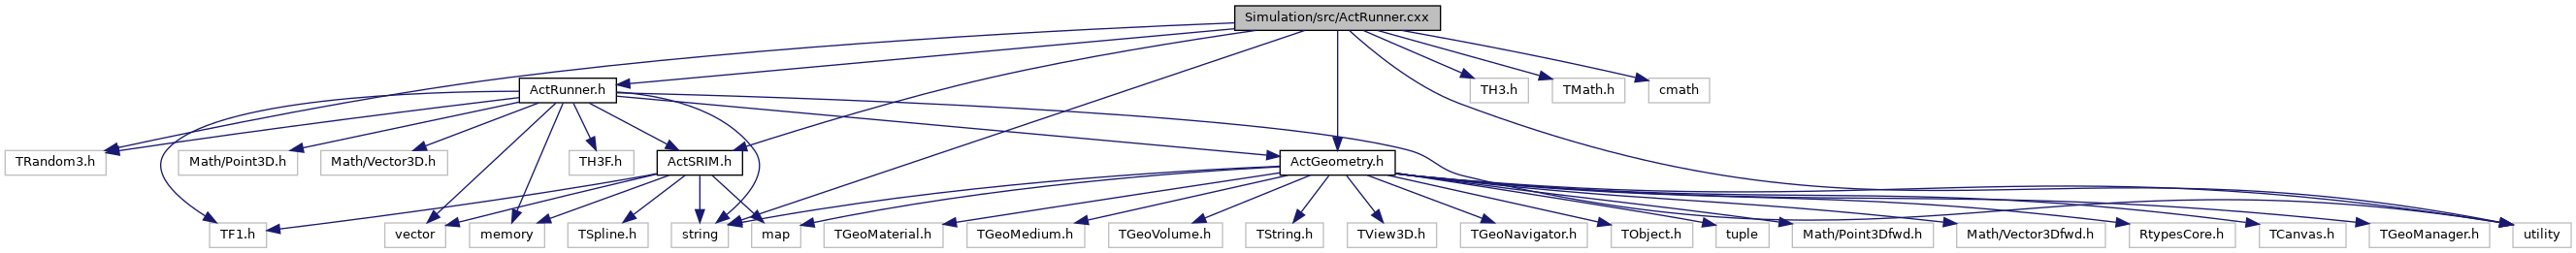 Simulation/src/ActRunner.cxx
ActRunner.h
TH3.h
TMath.h
cmath
TRandom3.h
Math/Point3D.h
Math/Vector3D.h
TH3F.h
ActSRIM.h
ActGeometry.h
TF1.h
vector
memory
TSpline.h
string
map
TGeoMaterial.h
TGeoMedium.h
TGeoVolume.h
TString.h
TView3D.h
TGeoNavigator.h
TObject.h
tuple
Math/Point3Dfwd.h
Math/Vector3Dfwd.h
RtypesCore.h
TCanvas.h
TGeoManager.h
utility